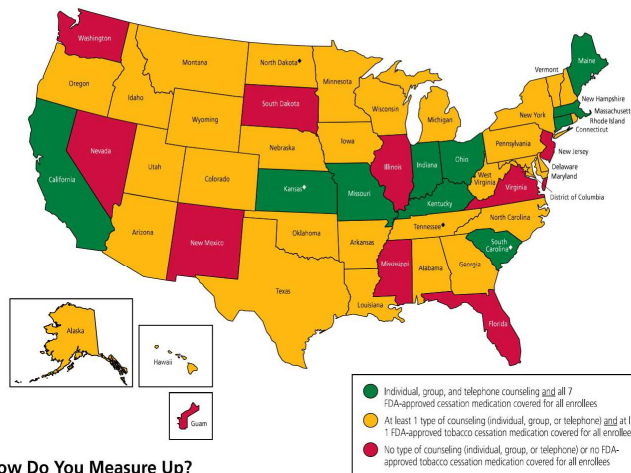 Washington
Montana
North Dakota♦
Minnesota
Maine
Vermont
New Hampshire
Massachusett
Rhode Island
Connecticut
New York
Oregon
Idaho
Wyoming
South Dakota
Wisconsin
Michigan
Pennsylvania
New Jersey
Delaware
Maryland
District of Columbia
Nevada
Utah
Colorado
Nebraska
Iowa
Illinois
Indiana
Ohio
West
Virginia
Virginia
California
Kansas♦
Missouri
Kentucky
North Carolina
Arizona
New Mexico
Oklahoma
Arkansas
Tennessee♦
South
Carolina♦
Texas
Louisiana
Mississippi
Alabama
Georgia
Florida
Alaska
Hawaii
Guam
Individual, group, and telephone counseling and all 7
FDA-approved cessation medication covered for all enrollees
At least 1 type of counseling (individual, group, or telephone) and at l
1 FDA-approved tobacco cessation medication covered for all enrollee
No type of counseling (individual, group, or telephone) or no FDA-
approved tobacco cessation medication covered for all enrollees
ow Do You Measure Up?